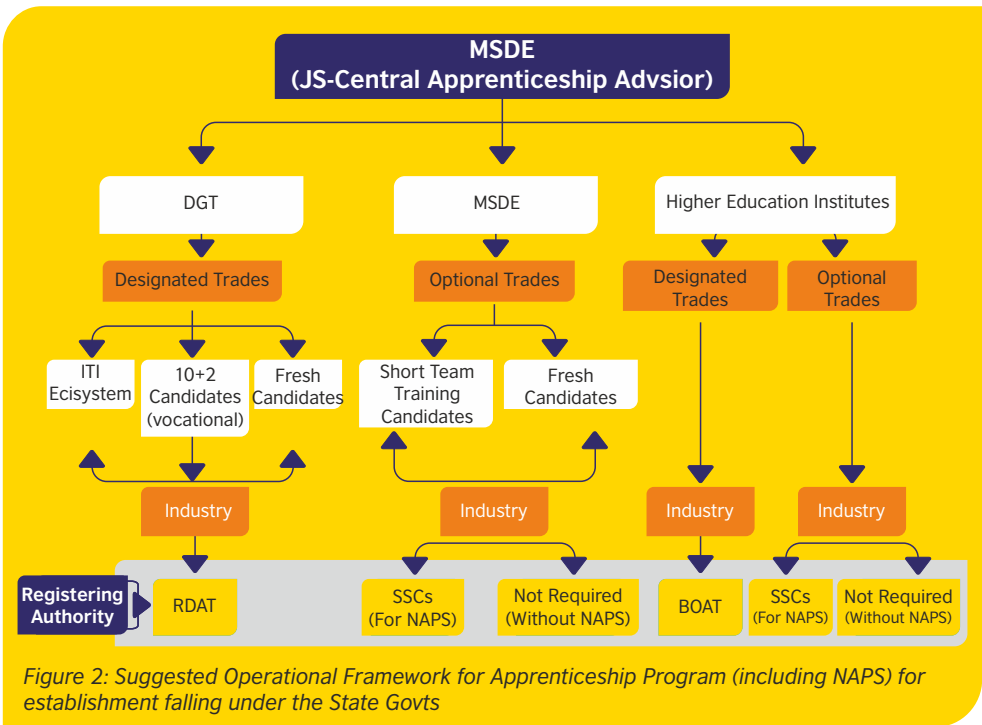 MSDE
(JS-Central Apprenticeship Advsior)
DGT
MSDE
Higher Education Institutes
Designated Trades
Optional Trades
Designated
Trades
Optional
Trades
ITI
Ecisystem
10+2
Candidates
(vocational)
Fresh
Candidates
Short Team
Training
Candidates
Fresh
Candidates
Industry
Industry
Industry
Industry
Registering
Authority
RDAT
SSCs
(For NAPS)
Not Required
(Without NAPS)
BOAT
SSCs
(For NAPS)
Not Required
(Without NAPS)
Figure 2: Suggested Operational Framework for Apprenticeship Program (including NAPS) for
establishment falling under the State Govts